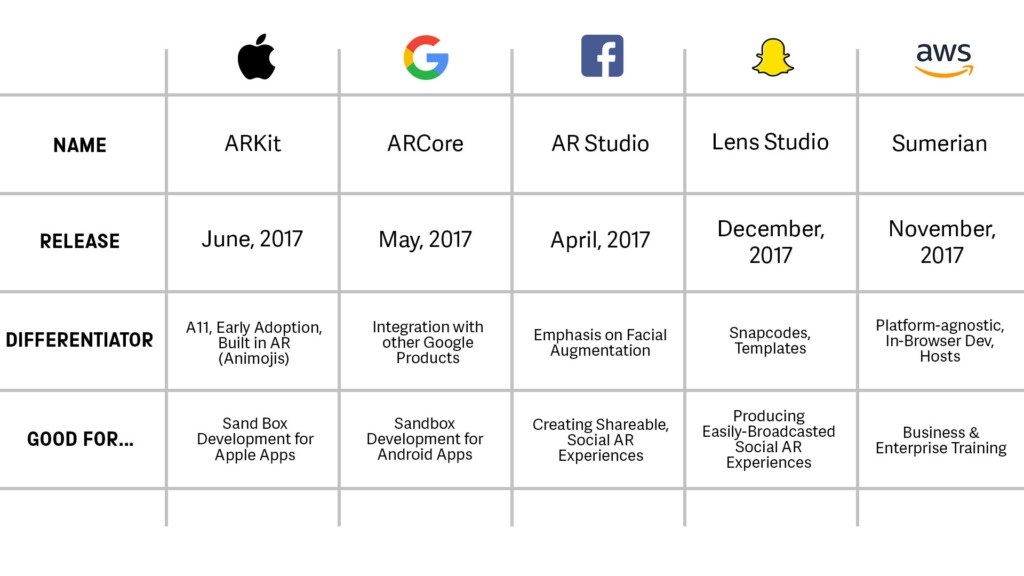 aws
NAME
ARKit
ARCore
AR Studio
Lens Studio
Sumerian
RELEASE
June, 2017
May, 2017
April, 2017
December,
2017
November,
2017
DIFFERENTIATOR
A11, Early Adoption,
Built in AR
(Animojis)
Integration with
other Google
Products
Emphasis on Facial
Augmentation
Snapcodes,
Templates
Platform-agnostic,
In-Browser Dev,
Hosts
GOOD FOR...
Sand Box
Development for
Apple Apps
Sandbox
Development for
Android Apps
Creating Shareable,
Social AR
Experiences
Producing
Easily-Broadcasted
Social AR
Experiences
Business &
Enterprise Training